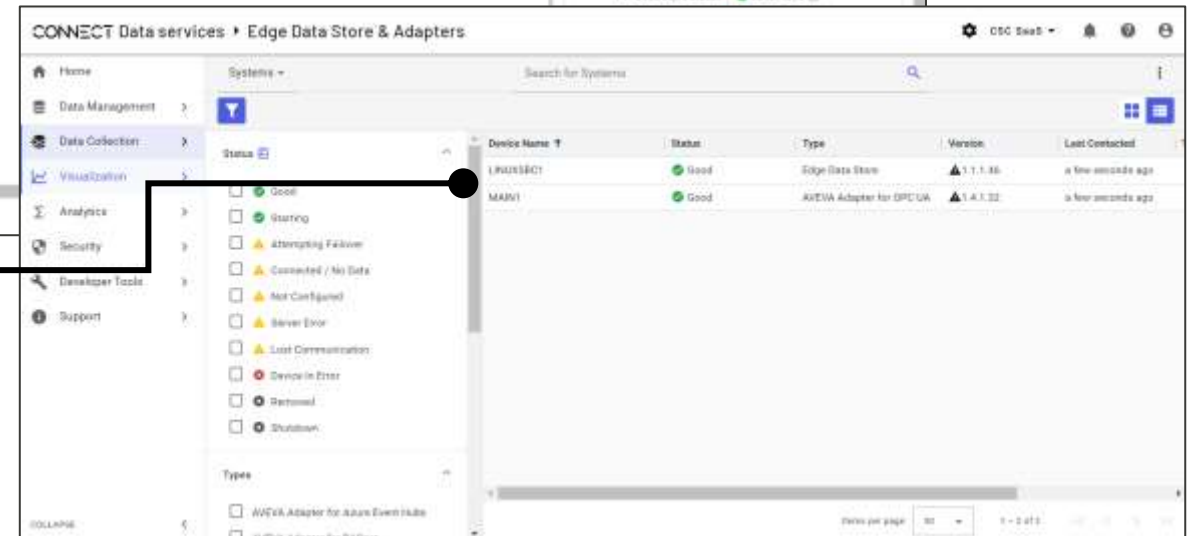 CONNECT Data services ▸ Edge Data Store & Adapters
CSC SaaS
Home
Data Management
Data Collection
Visualization
Analytics
Security
Developer Tools
Support
COLLAPSE
Systems
Search for Systems
Status
Good
Starting
Attempting Failover
Connected / No Data
Not Configured
Server Error
Lost Communication
Device in Error
Removed
Shutdown
Types
AVEVA Adapter for Azure Event Hubs
Device Name ↑ Status Type Version Last Contacted
LINUXSBC1 Good Edge Data Store 1.1.1.46 a few seconds ago
MAIN1 Good AVEVA Adapter for OPC UA 1.4.1.32 a few seconds ago
Items per page